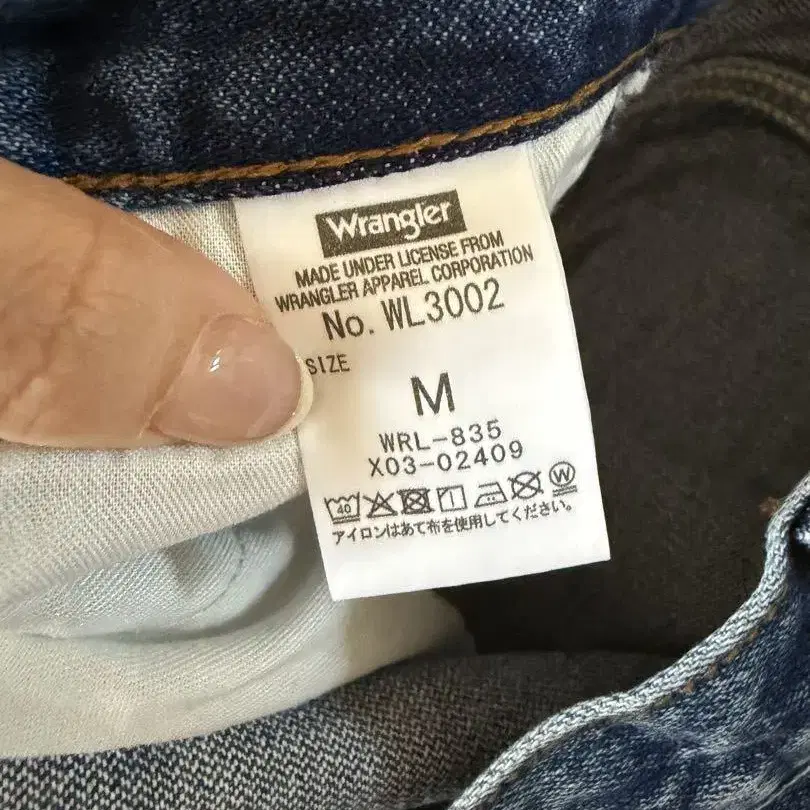 Wrangler
MADE UNDER LICENSE FROM
WRANGLER APPAREL CORPORATION
No. WL3002
SIZE
M
WRL-835
X03-02409
40 W
アイロンはあて布を使用してください。